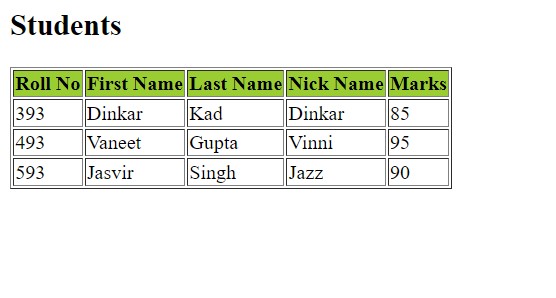 Students
Roll No First Name Last Name Nick Name Marks
393 Dinkar Kad Dinkar 85
493 Vaneet Gupta Vinni 95
593 Jasvir Singh Jazz 90